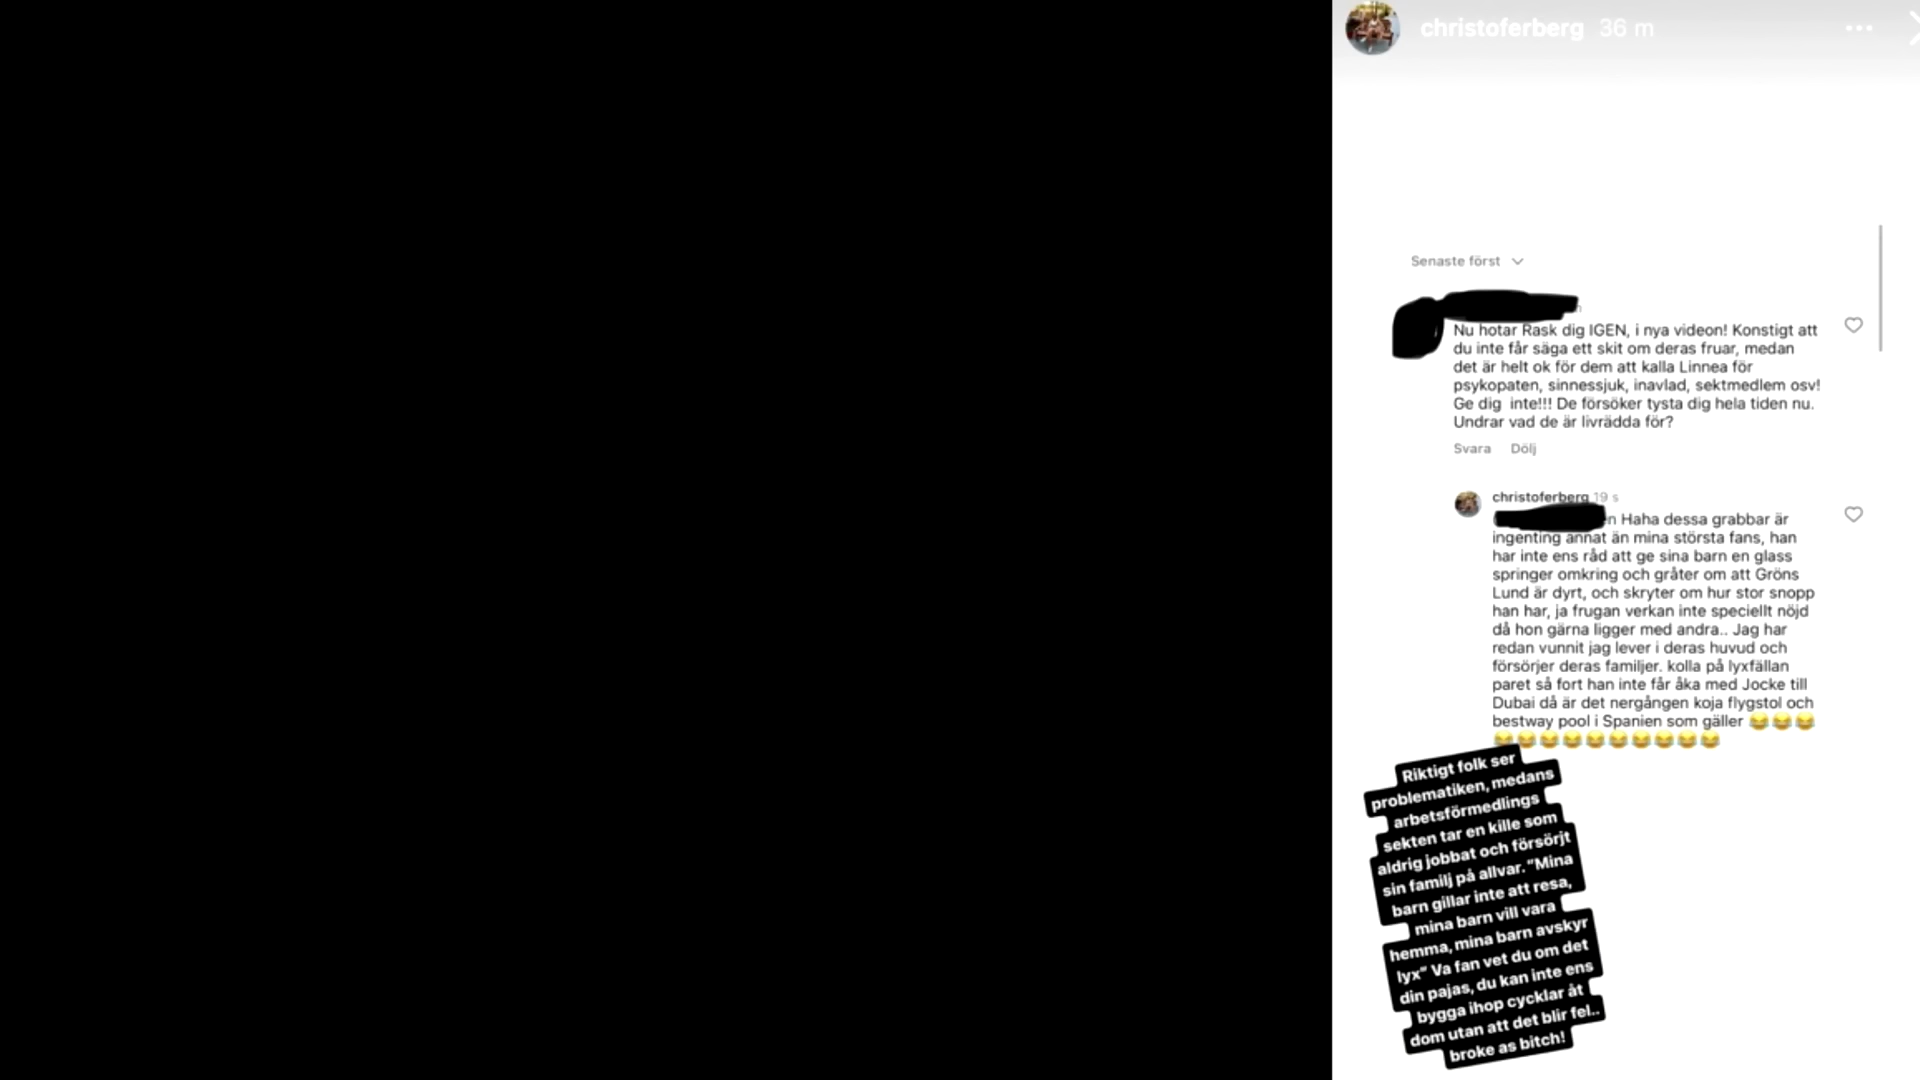 christoferberg 36 m
Senaste först
Nu hotar Rask dig IGEN, i nya videon! Konstigt att
du inte får säga ett skit om deras fruar, medan
det är helt ok för dem att kalla Linnea för
psykopaten, sinnessjuk, inavlad, sektmedlem osv!
Ge dig inte!!! De försöker tysta dig hela tiden nu.
Undrar vad de är livrädda för?
Svara Dölj
christoferberg 19 s
n Haha dessa grabbar är
ingenting annat än mina största fans, han
har inte ens råd att ge sina barn en glass
springer omkring och gråter om att Gröns
Lund är dyrt, och skryter om hur stor snopp
han har, ja frugan verkan inte speciellt nöjd
då hon gärna ligger med andra.. Jag har
redan vunnit jag lever i deras huvud och
försörjer deras familjer. kolla på lyxfällan
paret så fort han inte får åka med Jocke till
Dubai då är det nergången koja flygstol och
bestway pool i Spanien som gäller 😂😂😂
😂😂😂😂😂😂😂😂😂😂
Riktigt folk ser
problematiken, medans
arbetsförmedlings
sekten tar en kille som
aldrig jobbat och försörjt
sin familj på allvar. "Mina
barn gillar inte att resa,
mina barn vill vara
hemma, mina barn avskyr
lyx" Va fan vet du om det
din pajas, du kan inte ens
bygga ihop cycklar åt
dom utan att det blir fel..
broke as bitch!